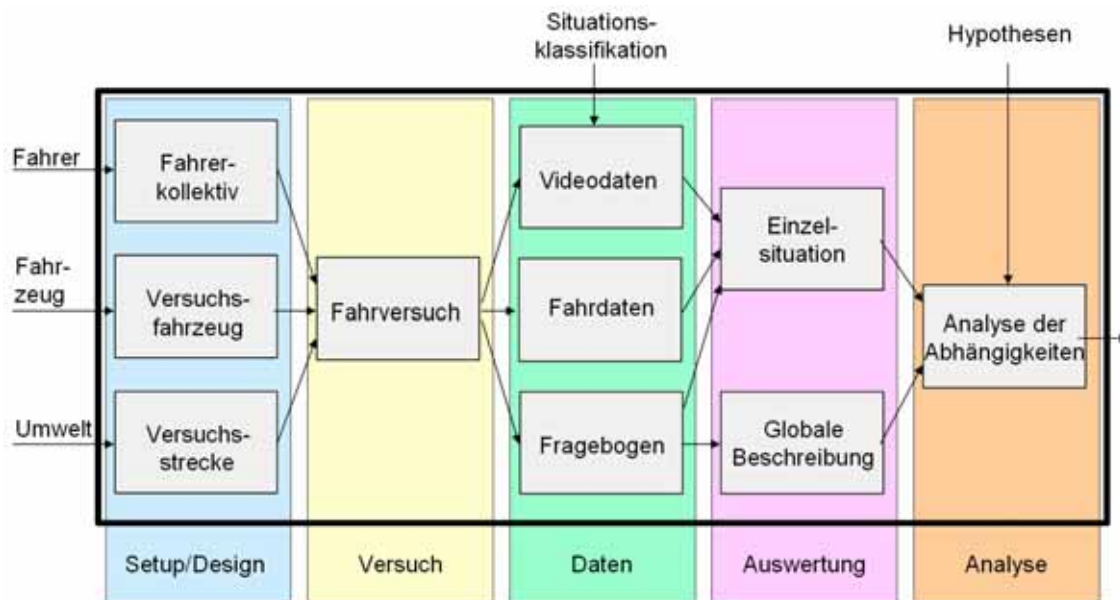 Situations-
klassifikation
Hypothesen
Fahrer
Fahrer-
kollektiv
Videodaten
Einzel-
situation
Fahr-
zeug
Versuchs-
fahrzeug
Fahrversuch
Fahrdaten
Analyse der
Abhängigkeiten
Umwelt
Versuchs-
strecke
Fragebogen
Globale
Beschreibung
Setup/Design
Versuch
Daten
Auswertung
Analyse